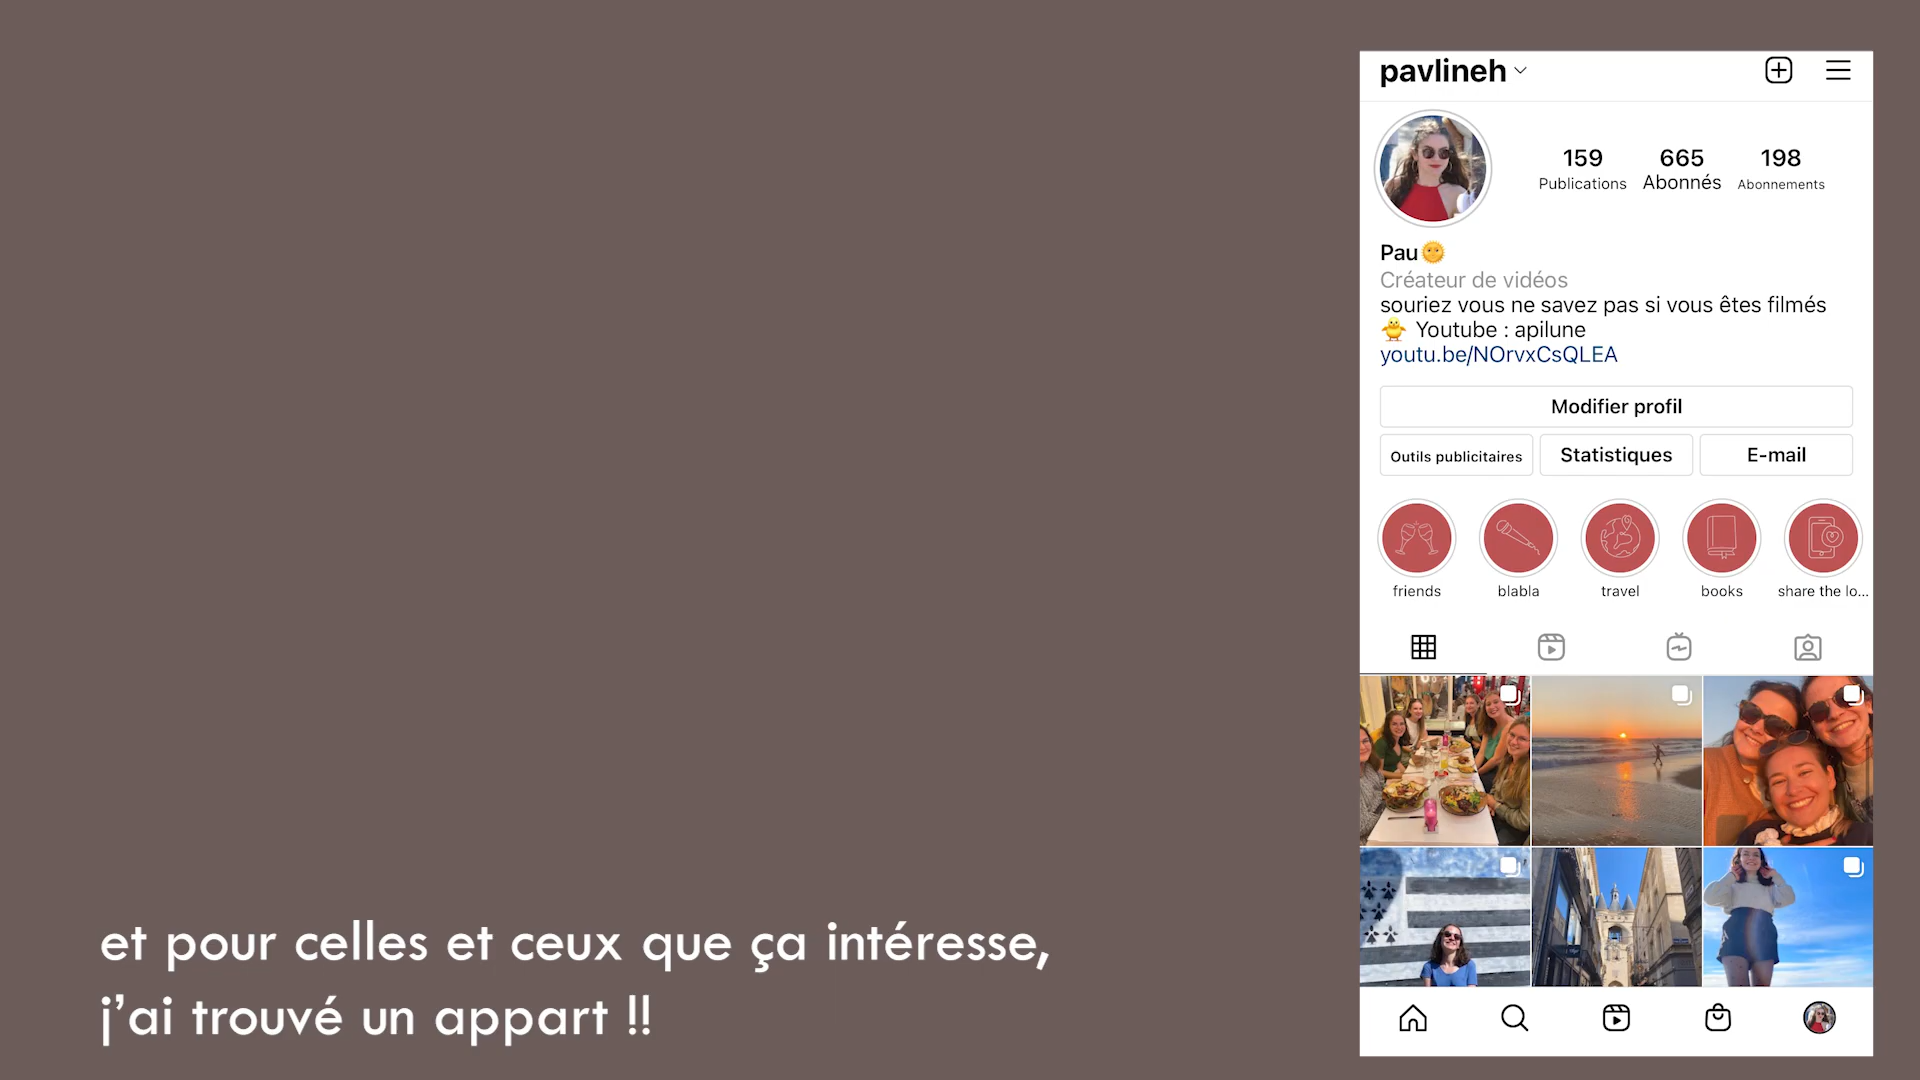 pavlineh
159 665 198
Publications Abonnés Abonnements
Pau
Créateur de vidéos
souriez vous ne savez pas si vous êtes filmés
Youtube : apilune
youtu.be/NOrvxCsQLEA
Modifier profil
Outils publicitaires Statistiques E-mail
friends blabla travel books share the lo...
et pour celles et ceux que ça intéresse,
j'ai trouvé un appart !!